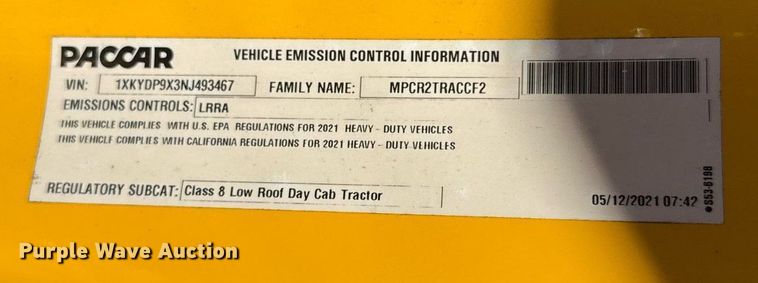 PACCAR VEHICLE EMISSION CONTROL INFORMATION
VIN: 1XKYDP9X3NJ493467 FAMILY NAME: MPCR2TRACCF2
EMISSIONS CONTROLS: LRRA
THIS VEHICLE COMPLIES WITH U.S. EPA REGULATIONS FOR 2021 HEAVY - DUTY VEHICLES
THIS VEHICLE COMPLIES WITH CALIFORNIA REGULATIONS FOR 2021 HEAVY - DUTY VEHICLES
REGULATORY SUBCAT: Class 8 Low Roof Day Cab Tractor
05/12/2021 07:42
S53-6198
Purple Wave Auction